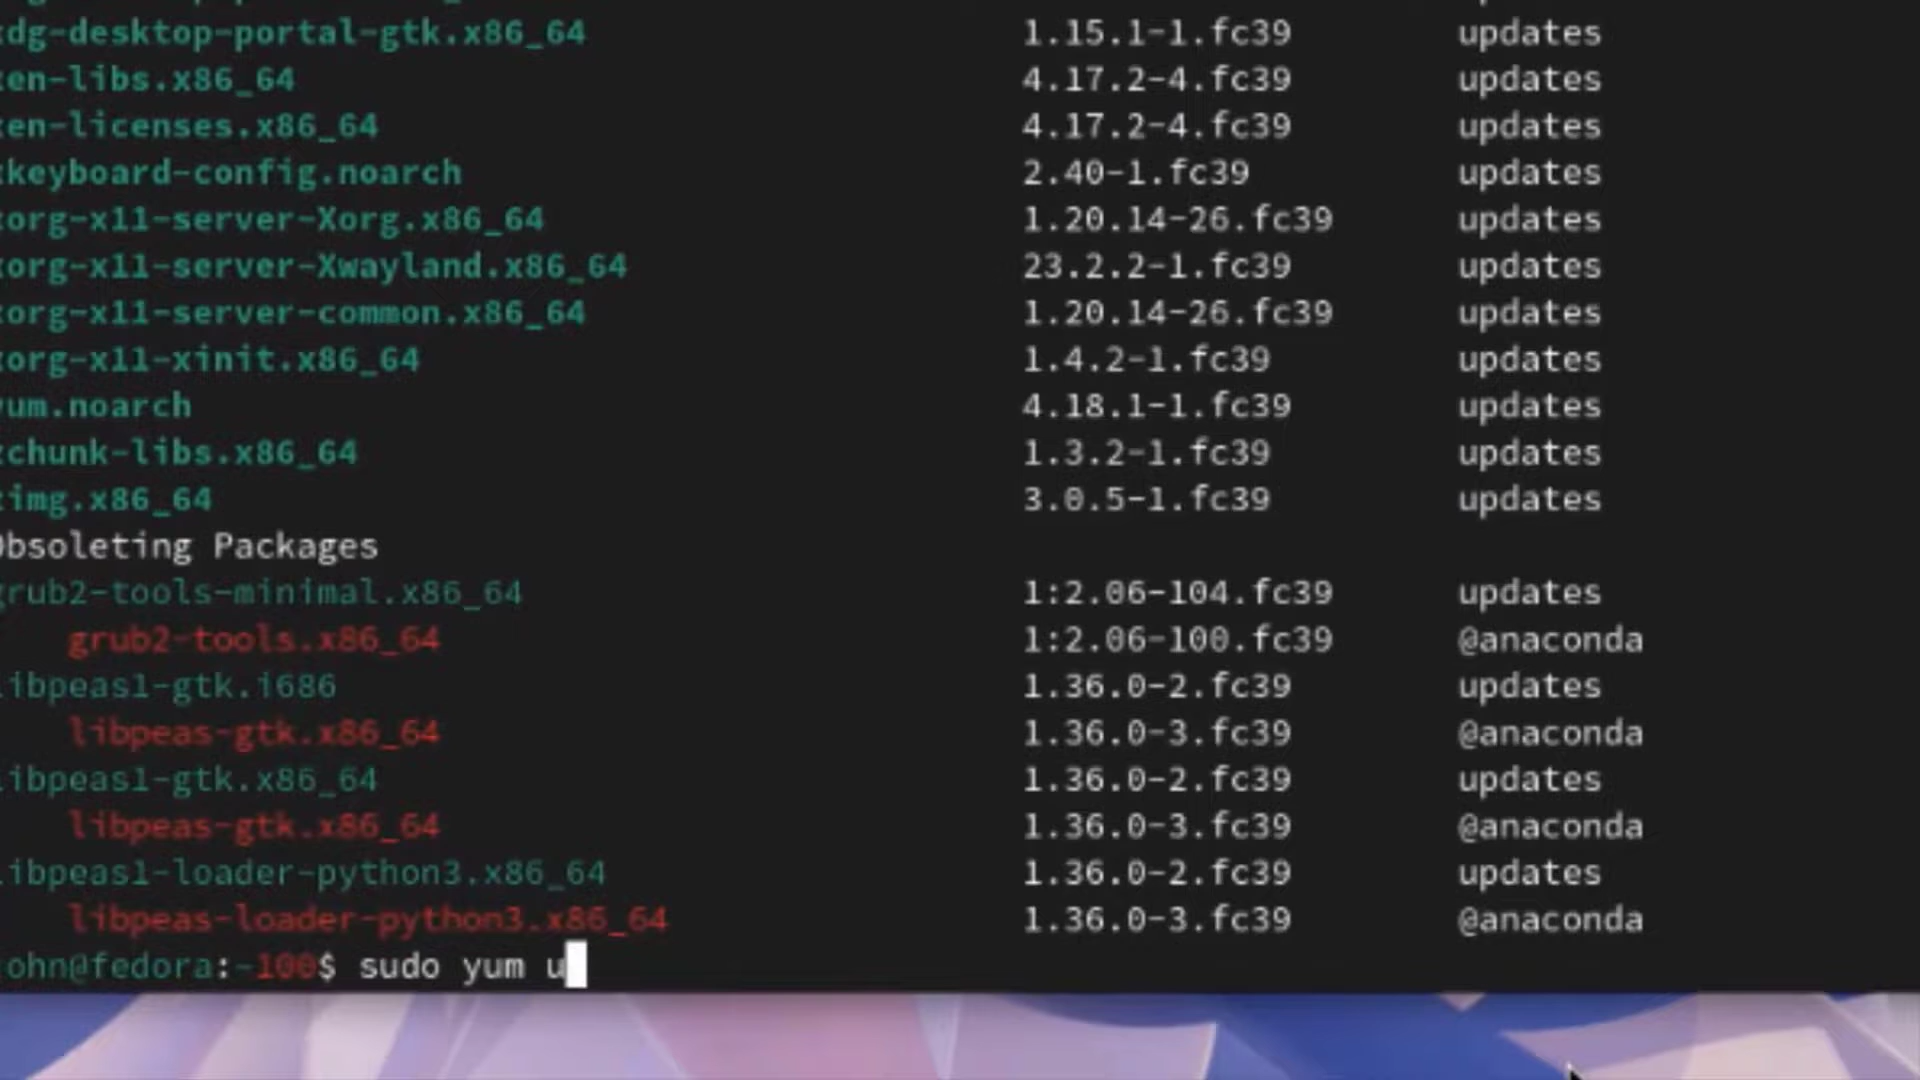 dg-desktop-portal-gtk.x86_64 1.15.1-1.fc39 updates
en-libs.x86_64 4.17.2-4.fc39 updates
en-licenses.x86_64 4.17.2-4.fc39 updates
keyboard-config.noarch 2.40-1.fc39 updates
org-x11-server-Xorg.x86_64 1.20.14-26.fc39 updates
org-x11-server-Xwayland.x86_64 23.2.2-1.fc39 updates
org-x11-server-common.x86_64 1.20.14-26.fc39 updates
org-x11-xinit.x86_64 1.4.2-1.fc39 updates
yum.noarch 4.18.1-1.fc39 updates
chunk-libs.x86_64 1.3.2-1.fc39 updates
img.x86_64 3.0.5-1.fc39 updates
Obsoleting Packages
grub2-tools-minimal.x86_64 1:2.06-104.fc39 updates
grub2-tools.x86_64 1:2.06-100.fc39 @anaconda
libpeas1-gtk.i686 1.36.0-2.fc39 updates
libpeas-gtk.x86_64 1.36.0-3.fc39 @anaconda
libpeas1-gtk.x86_64 1.36.0-2.fc39 updates
libpeas-gtk.x86_64 1.36.0-3.fc39 @anaconda
libpeas1-loader-python3.x86_64 1.36.0-2.fc39 updates
libpeas-loader-python3.x86_64 1.36.0-3.fc39 @anaconda
john@fedora:~100$ sudo yum u